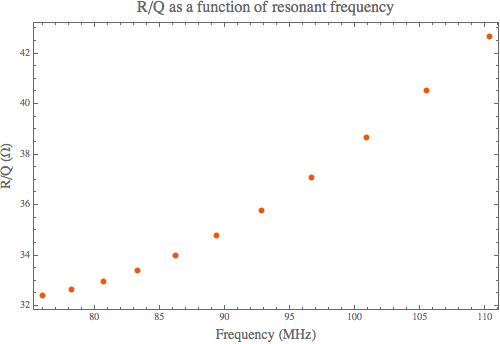 R/Q as a function of resonant frequency
42
40
38
36
34
32
R/Q (Ω)
80 85 90 95 100 105 110
Frequency (MHz)